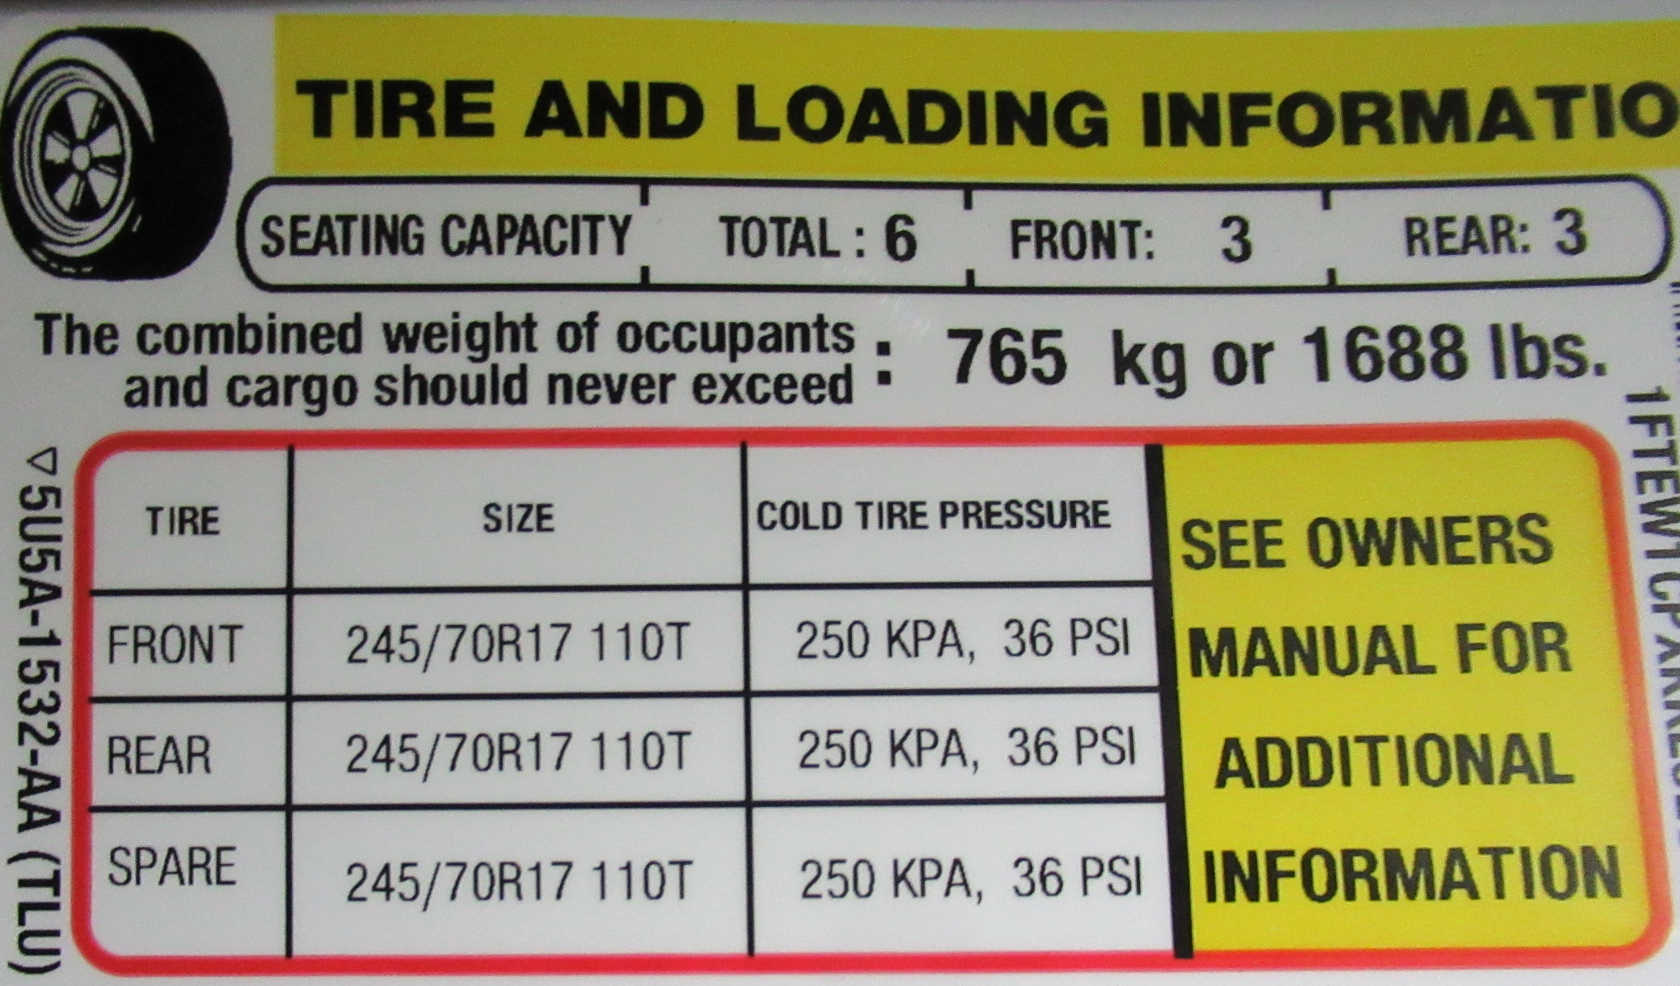 TIRE AND LOADING INFORMATIO
SEATING CAPACITY TOTAL : 6 FRONT: 3 REAR: 3
The combined weight of occupants
and cargo should never exceed : 765 kg or 1688 lbs.
TIRE SIZE COLD TIRE PRESSURE
FRONT 245/70R17 110T 250 KPA, 36 PSI
REAR 245/70R17 110T 250 KPA, 36 PSI
SPARE 245/70R17 110T 250 KPA, 36 PSI
SEE OWNERS
MANUAL FOR
ADDITIONAL
INFORMATION
▽5U5A-1532-AA (TLU)